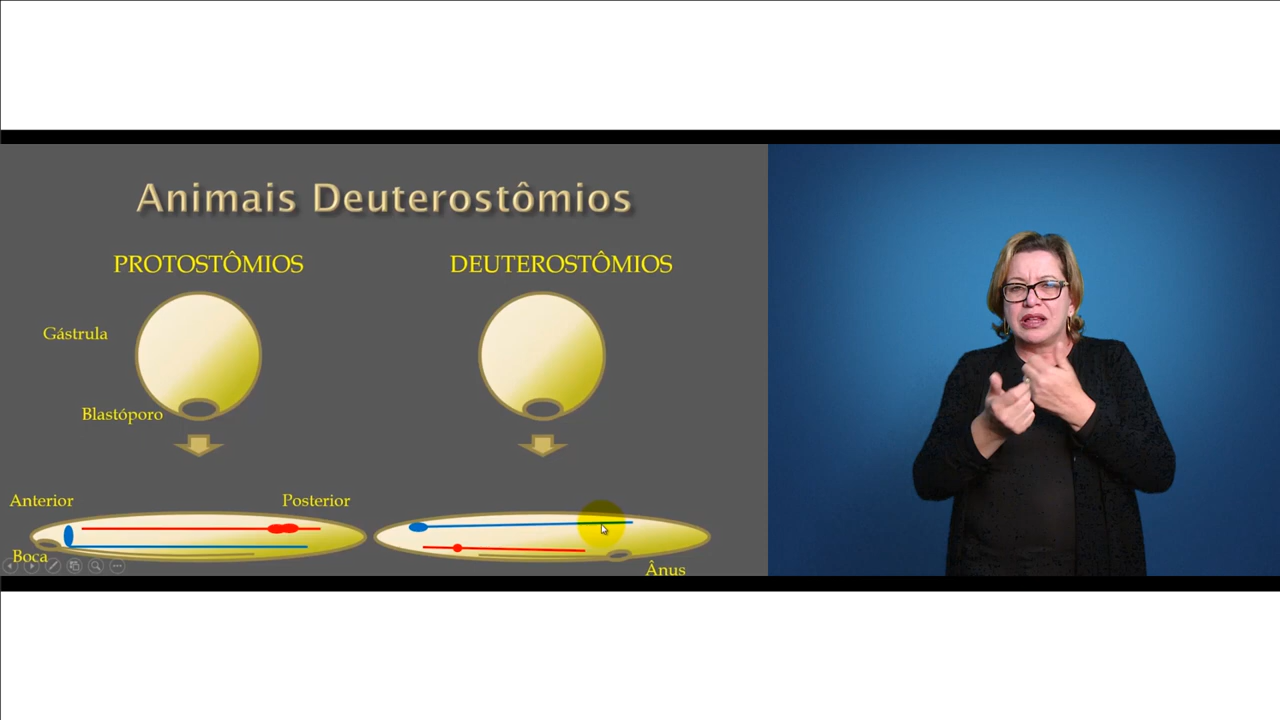 Animais Deuterostômios
PROTOSTÔMIOS
DEUTEROSTÔMIOS
Gástrula
Blastóporo
Anterior
Posterior
Boca
Ânus